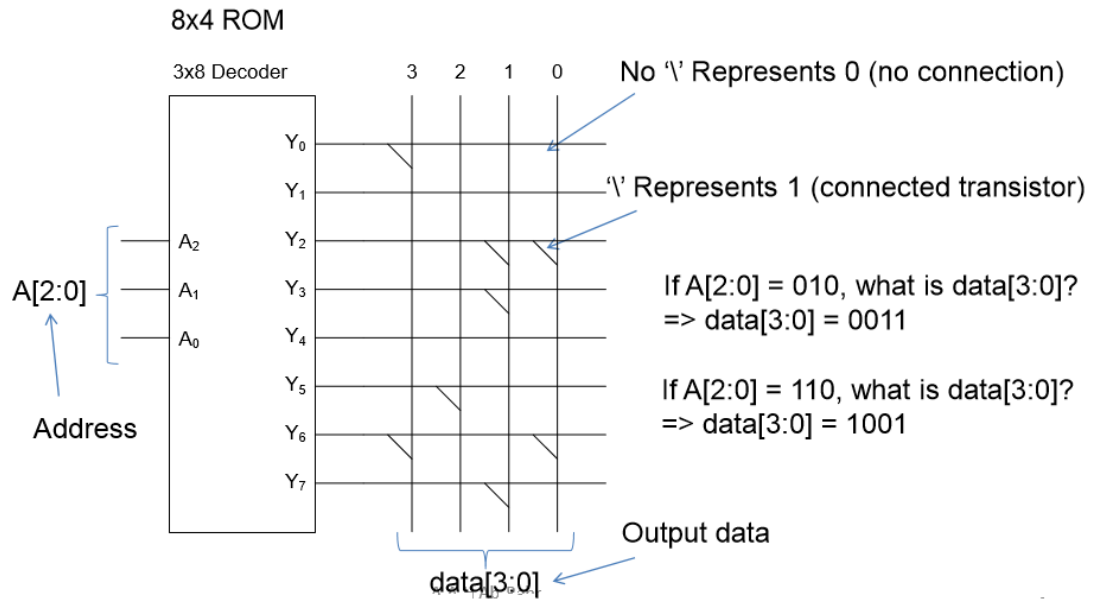 8x4 ROM
3x8 Decoder
3 2 1 0
No '\' Represents 0 (no connection)
Y0
Y1
'\' Represents 1 (connected transistor)
A2
Y2
A[2:0]
A1
Y3
If A[2:0] = 010, what is data[3:0]?
=> data[3:0] = 0011
A0
Y4
Y5
If A[2:0] = 110, what is data[3:0]?
=> data[3:0] = 1001
Address
Y6
Y7
Output data
data[3:0]